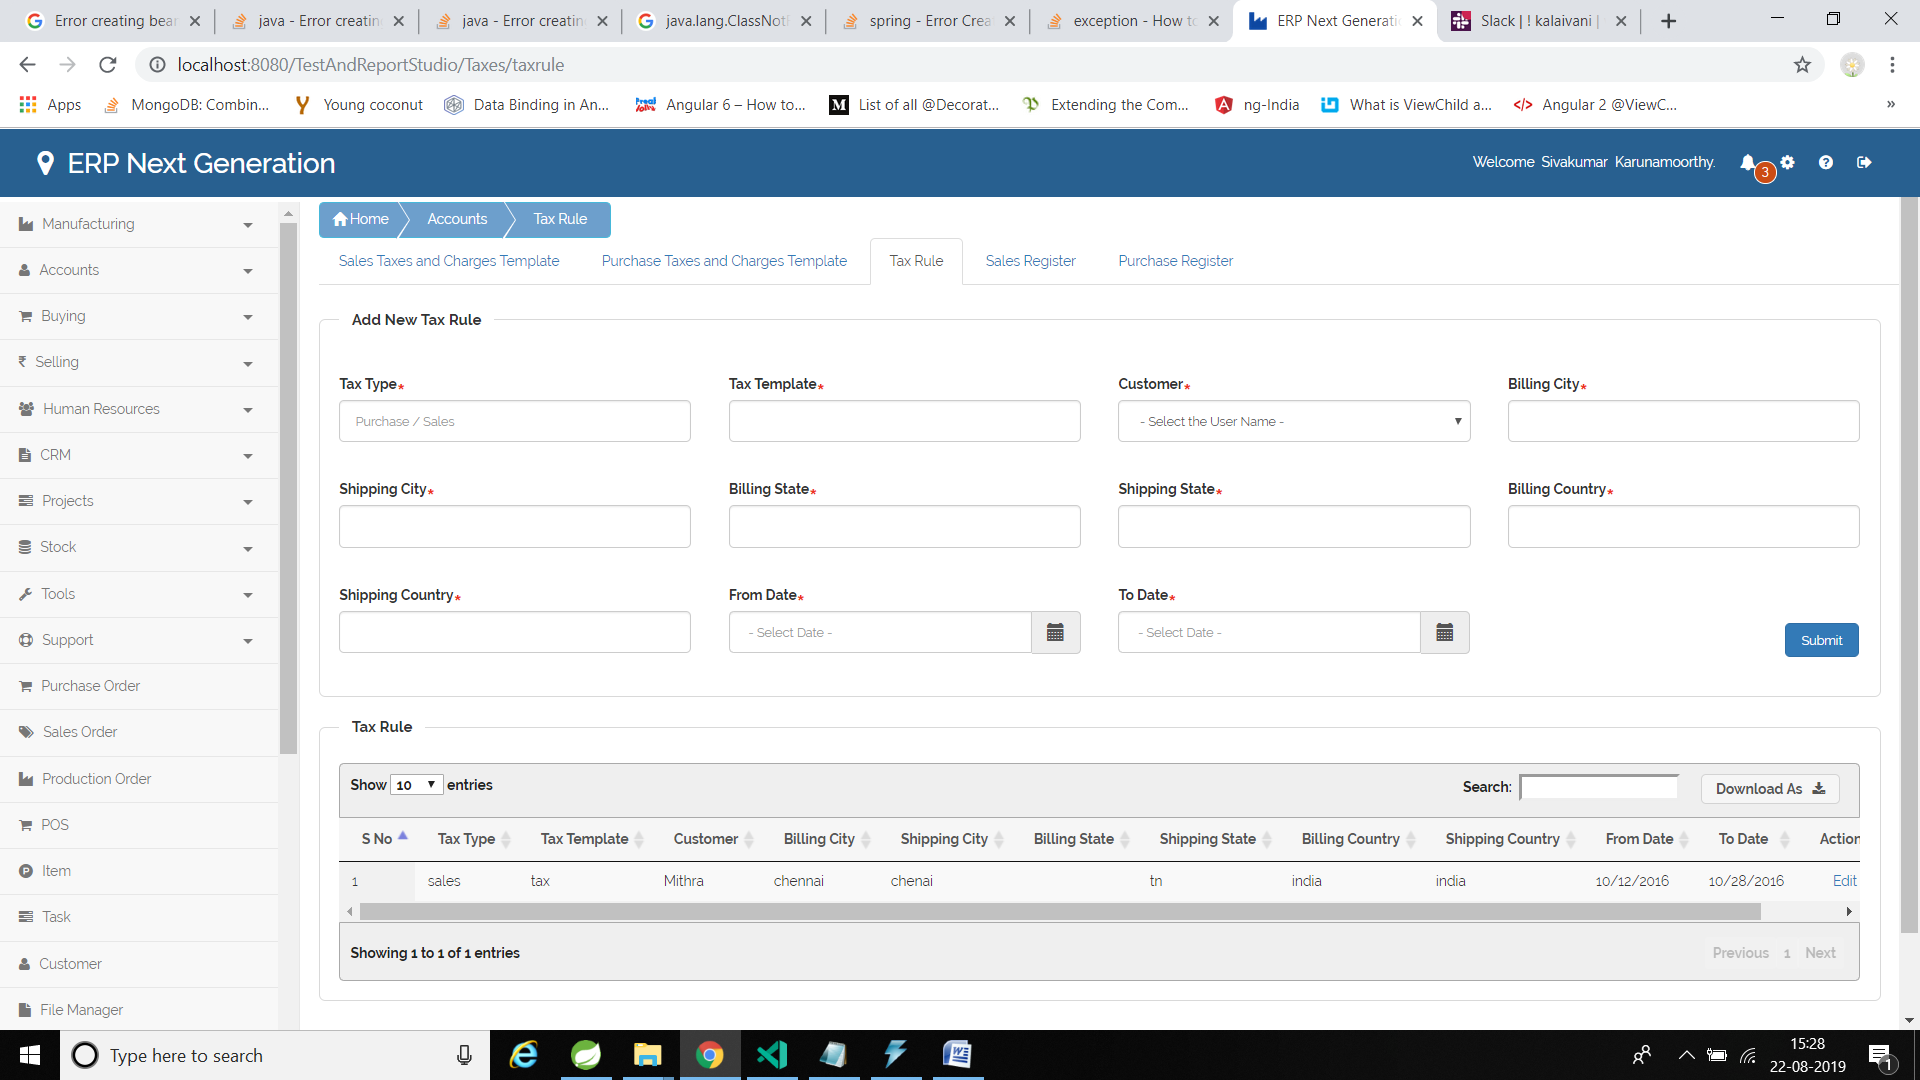 Error creating bear
java - Error creatin
java - Error creatin
java.lang.ClassNotF
spring - Error Crea
exception - How to
ERP Next Generati
Slack | ! kalaivani |
localhost:8080/TestAndReportStudio/Taxes/taxrule
Apps MongoDB: Combin... Young coconut Data Binding in An... Angular 6 – How to... List of all @Decorat... Extending the Com... ng-India What is ViewChild a... Angular 2 @ViewC... »
ERP Next Generation
Welcome Sivakumar Karunamoorthy. 3
Manufacturing
Accounts
Buying
Selling
Human Resources
CRM
Projects
Stock
Tools
Support
Purchase Order
Sales Order
Production Order
POS
Item
Task
Customer
File Manager
Home Accounts Tax Rule
Sales Taxes and Charges Template Purchase Taxes and Charges Template Tax Rule Sales Register Purchase Register
Add New Tax Rule
Tax Type* Tax Template* Customer* Billing City*
Purchase / Sales - Select the User Name -
Shipping City* Billing State* Shipping State* Billing Country*
Shipping Country* From Date* To Date*
- Select Date - - Select Date -
Submit
Tax Rule
Show 10 entries Search: Download As
S No Tax Type Tax Template Customer Billing City Shipping City Billing State Shipping State Billing Country Shipping Country From Date To Date Action
1 sales tax Mithra chennai chenai tn india india 10/12/2016 10/28/2016 Edit
Showing 1 to 1 of 1 entries Previous 1 Next
Type here to search
15:28
22-08-2019
1